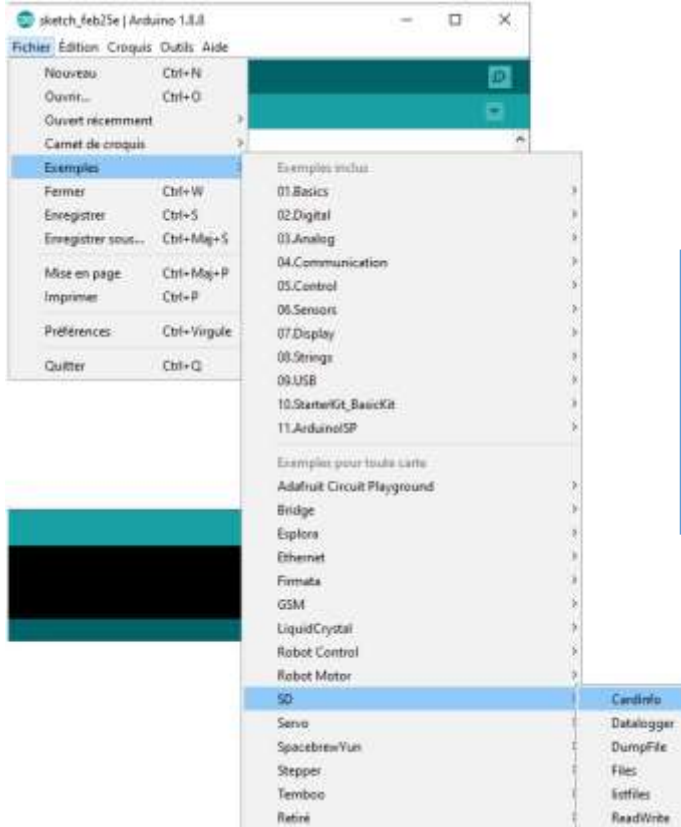 sketch_feb25e | Arduino 1.8.8
Fichier Édition Croquis Outils Aide
Nouveau Ctrl+N
Ouvrir... Ctrl+O
Ouvert récemment
Carnet de croquis
Exemples
Fermer Ctrl+W
Enregistrer Ctrl+S
Enregistrer sous... Ctrl+Maj+S
Mise en page Ctrl+Maj+P
Imprimer Ctrl+P
Préférences Ctrl+Virgule
Quitter Ctrl+Q
Exemples inclus
01.Basics
02.Digital
03.Analog
04.Communication
05.Control
06.Sensors
07.Display
08.Strings
09.USB
10.StarterKit_BasicKit
11.ArduinoISP
Exemples pour toute carte
Adafruit Circuit Playground
Bridge
Esplora
Ethernet
Firmata
GSM
LiquidCrystal
Robot Control
Robot Motor
SD
Servo
SpacebrewYun
Stepper
Temboo
Retiré
CardInfo
Datalogger
DumpFile
Files
listfiles
ReadWrite